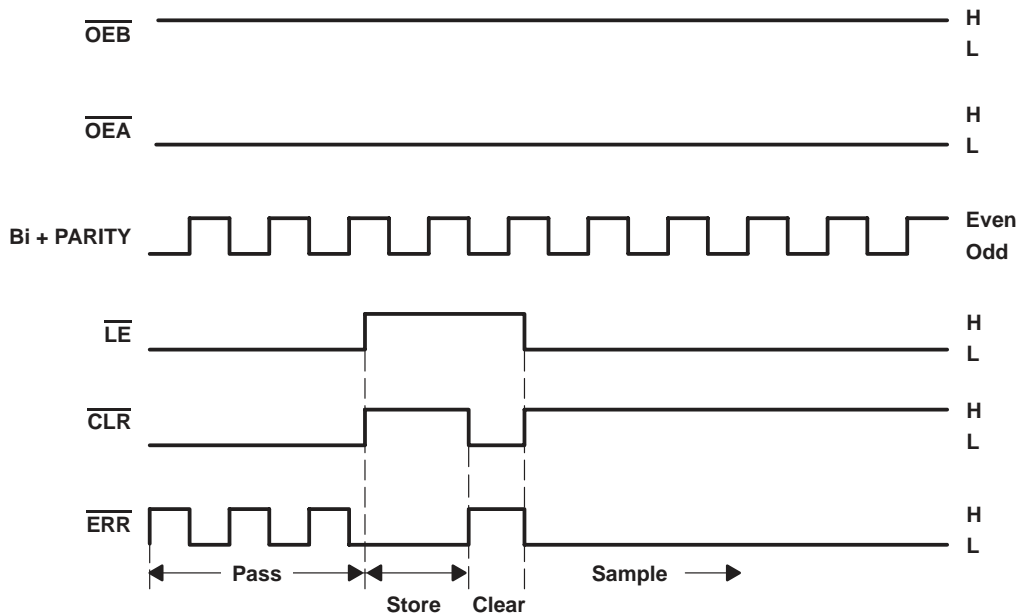 OEB
H
L
OEA
H
L
Bi + PARITY
Even
Odd
LE
H
L
CLR
H
L
ERR
H
L
Pass
Sample
Store
Clear